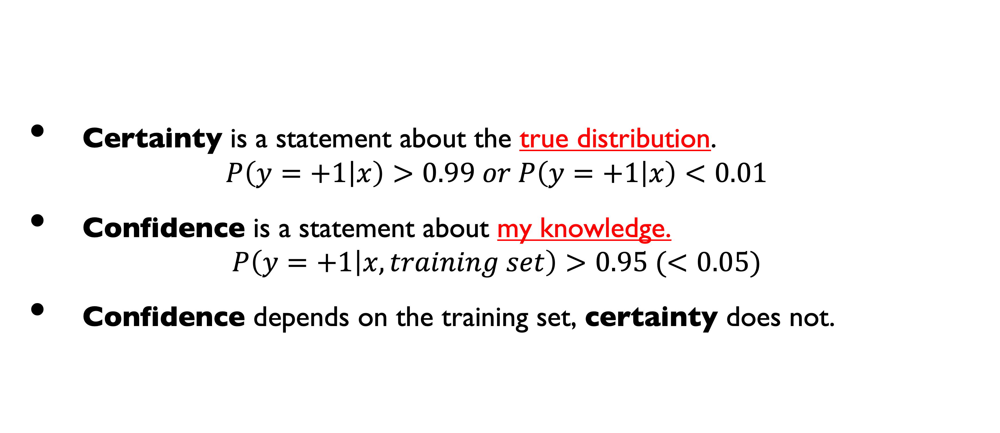 • Certainty is a statement about the true distribution.
P(y = +1|x) > 0.99 or P(y = +1|x) < 0.01
• Confidence is a statement about my knowledge.
P(y = +1|x, training set) > 0.95 (< 0.05)
• Confidence depends on the training set, certainty does not.